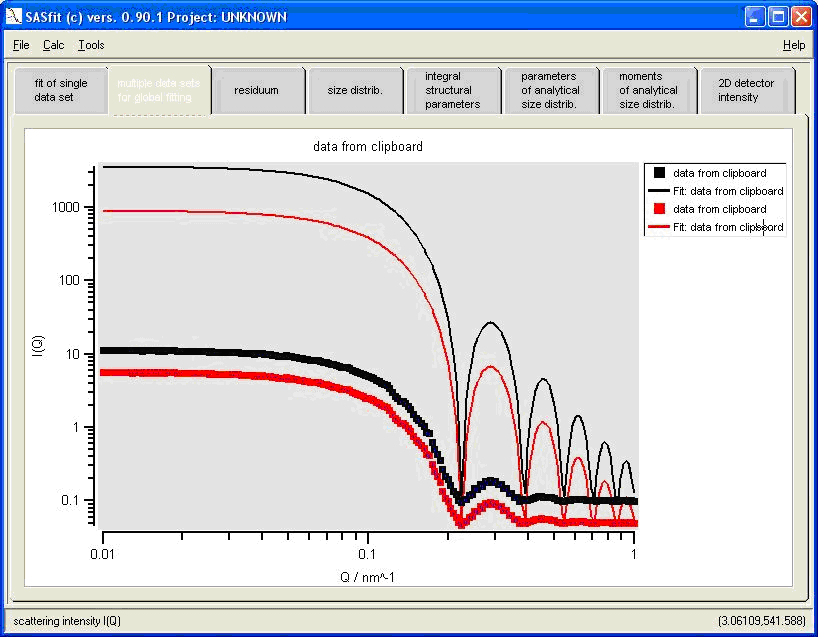 SASfit (c) vers. 0.90.1 Project: UNKNOWN
File Calc Tools Help
fit of single
data set
multiple data sets
for global fitting
residuum
size distrib.
integral
structural
parameters
parameters
of analytical
size distrib.
moments
of analytical
size distrib.
2D detector
intensity
data from clipboard
data from clipboard
Fit: data from clipboard
data from clipboard
Fit: data from clipboard
1000
100
10
1
0.1
I(Q)
0.01 0.1 1
Q / nm^-1
scattering intensity I(Q) (3.06109,541.588)